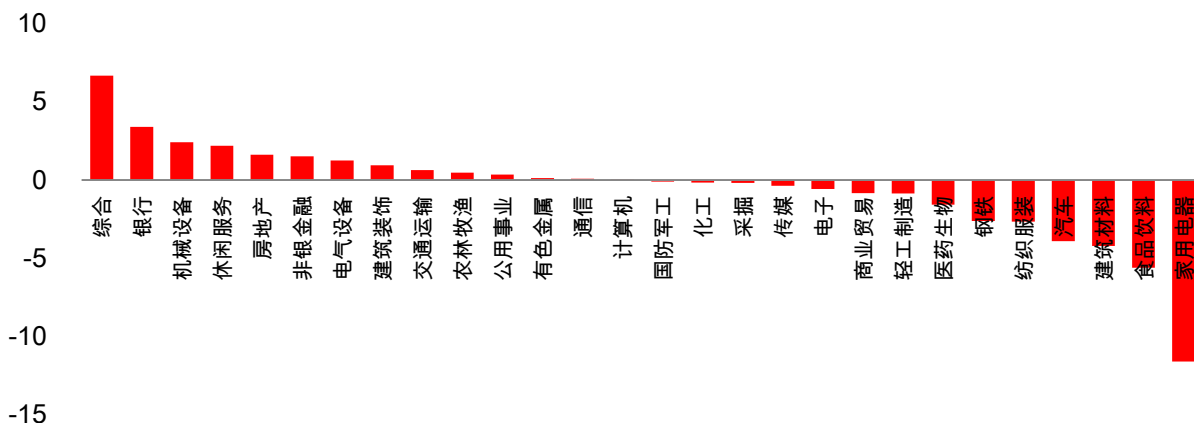 10
5
0
-5
-10
-15
综合
银行
机械设备
休闲服务
房地产
非银金融
电气设备
建筑装饰
交通运输
农林牧渔
公用事业
有色金属
通信
计算机
国防军工
化工
采掘
传媒
电子
商业贸易
轻工制造
医药生物
钢铁
纺织服装
汽车
建筑材料
食品饮料
家用电器